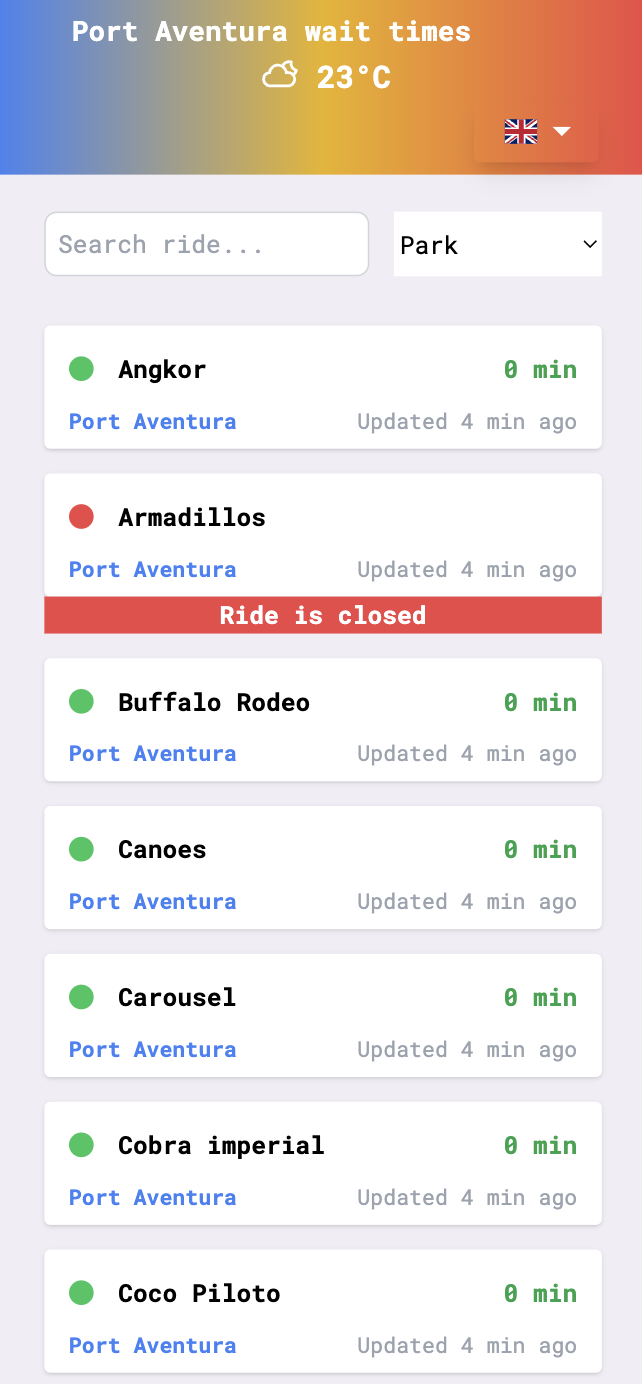 Port Aventura wait times
23°C
Search ride...
Park
Angkor
0 min
Port Aventura
Updated 4 min ago
Armadillos
Port Aventura
Updated 4 min ago
Ride is closed
Buffalo Rodeo
0 min
Port Aventura
Updated 4 min ago
Canoes
0 min
Port Aventura
Updated 4 min ago
Carousel
0 min
Port Aventura
Updated 4 min ago
Cobra imperial
0 min
Port Aventura
Updated 4 min ago
Coco Piloto
0 min
Port Aventura
Updated 4 min ago